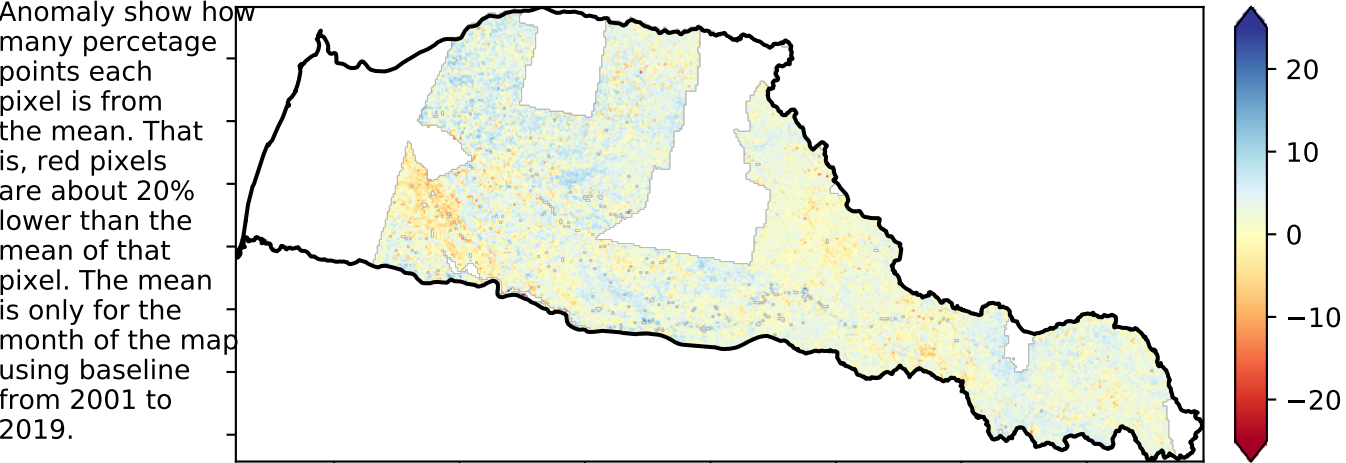 Anomaly show how
many percetage
points each
pixel is from
the mean. That
is, red pixels
are about 20%
lower than the
mean of that
pixel. The mean
is only for the
month of the map
using baseline
from 2001 to
2019.
20
10
0
−10
−20